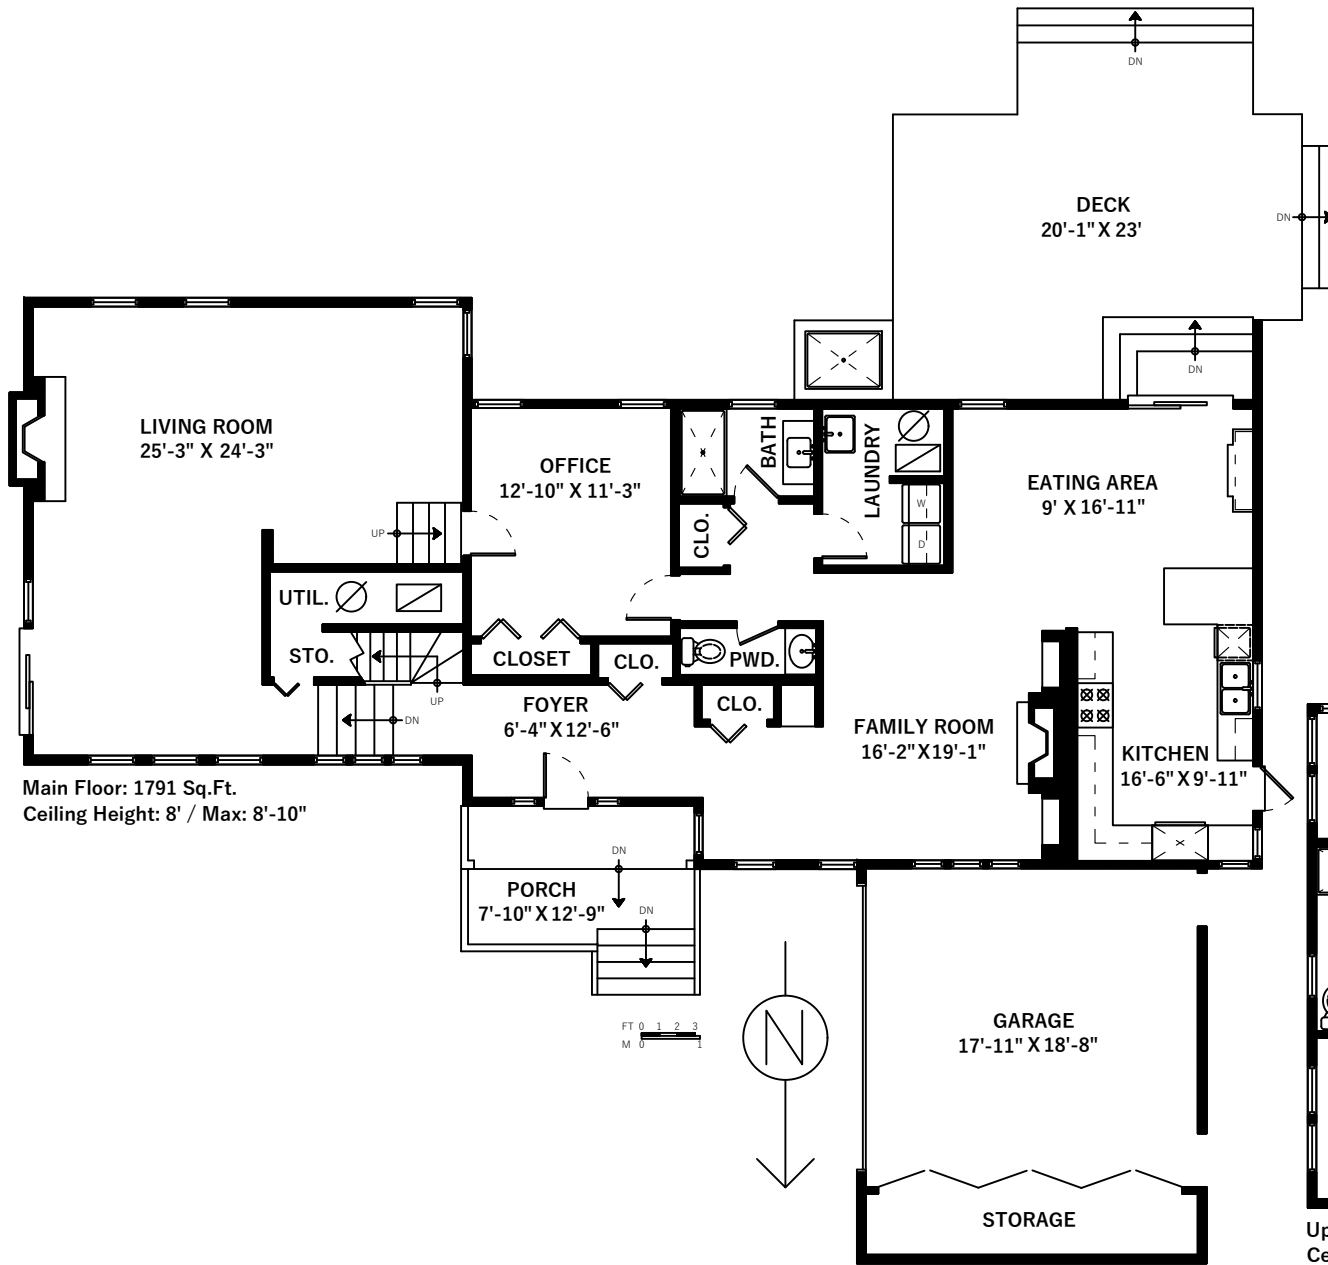 DN
DECK
20'-1" X 23'
DN
DN
LIVING ROOM
25'-3" X 24'-3"
OFFICE
12'-10" X 11'-3"
BATH
LAUNDRY
EATING AREA
9' X 16'-11"
W
D
CLO.
UP
UTIL.
STO.
UP
DN
CLOSET
CLO.
PWD.
CLO.
FOYER
6'-4" X 12'-6"
FAMILY ROOM
16'-2" X 19'-1"
KITCHEN
16'-6" X 9'-11"
Main Floor: 1791 Sq.Ft.
Ceiling Height: 8' / Max: 8'-10"
DN
PORCH
7'-10" X 12'-9"
DN
FT 0 1 2 3
M 0 1
N
GARAGE
17'-11" X 18'-8"
STORAGE
Up
Ce